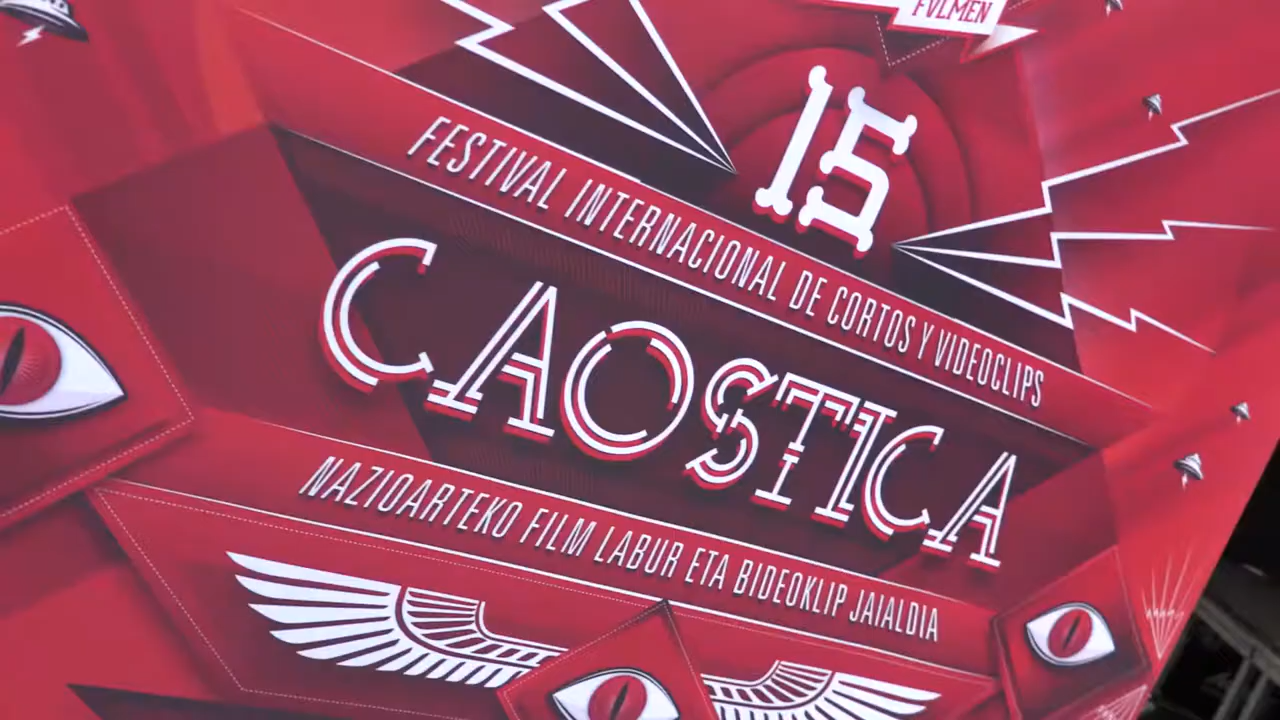 FVLMEN
15
FESTIVAL INTERNACIONAL DE CORTOS Y VIDEOCLIPS
CAOSTICA
NAZIOARTEKO FILM LABUR ETA BIDEOKLIP JAIALDIA